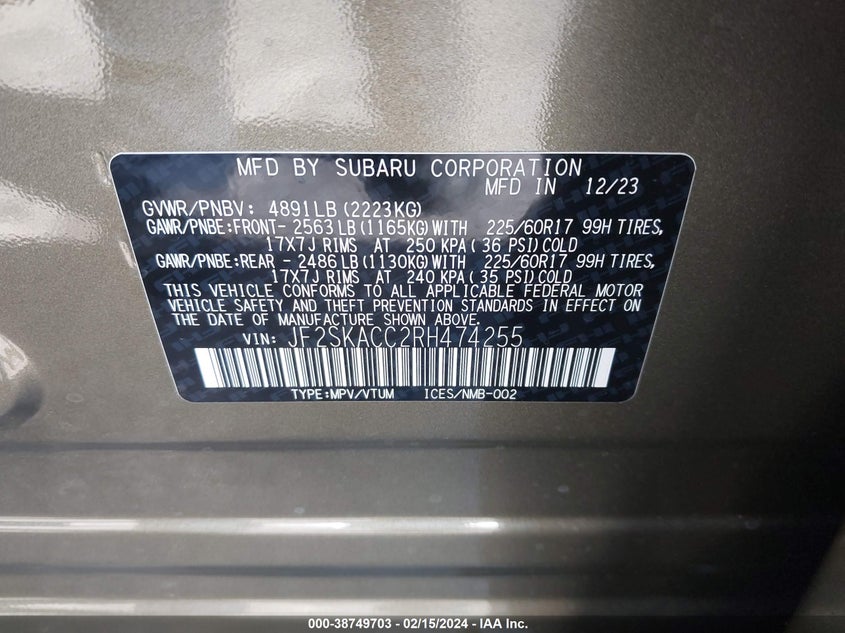 MFD BY SUBARU CORPORATION
MFD IN 12/23
GVWR/PNBV: 4891LB(2223KG)
GAWR/PNBE:FRONT- 2563LB(1165KG)WITH 225/60R17 99H TIRES,
17X7J RIMS AT 250 KPA( 36 PSI)COLD
GAWR/PNBE:REAR - 2486LB(1130KG)WITH 225/60R17 99H TIRES,
17X7J RIMS AT 240 KPA( 35 PSI)COLD
THIS VEHICLE CONFORMS TO ALL APPLICABLE FEDERAL MOTOR
VEHICLE SAFETY AND THEFT PREVENTION STANDARDS IN EFFECT ON
THE DATE OF MANUFACTURE SHOWN ABOVE.
VIN: JF2SKACC2RH474255
TYPE:MPV/VTUM ICES/NMB-002
000-38749703 - 02/15/2024 - IAA Inc.